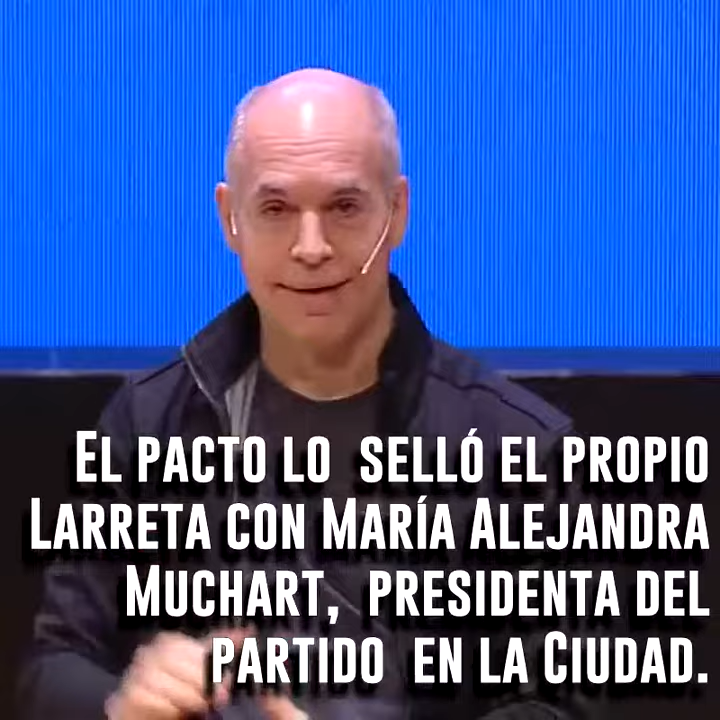 El pacto lo selló el propio
Larreta con María Alejandra
Muchart, presidenta del
partido en la Ciudad.